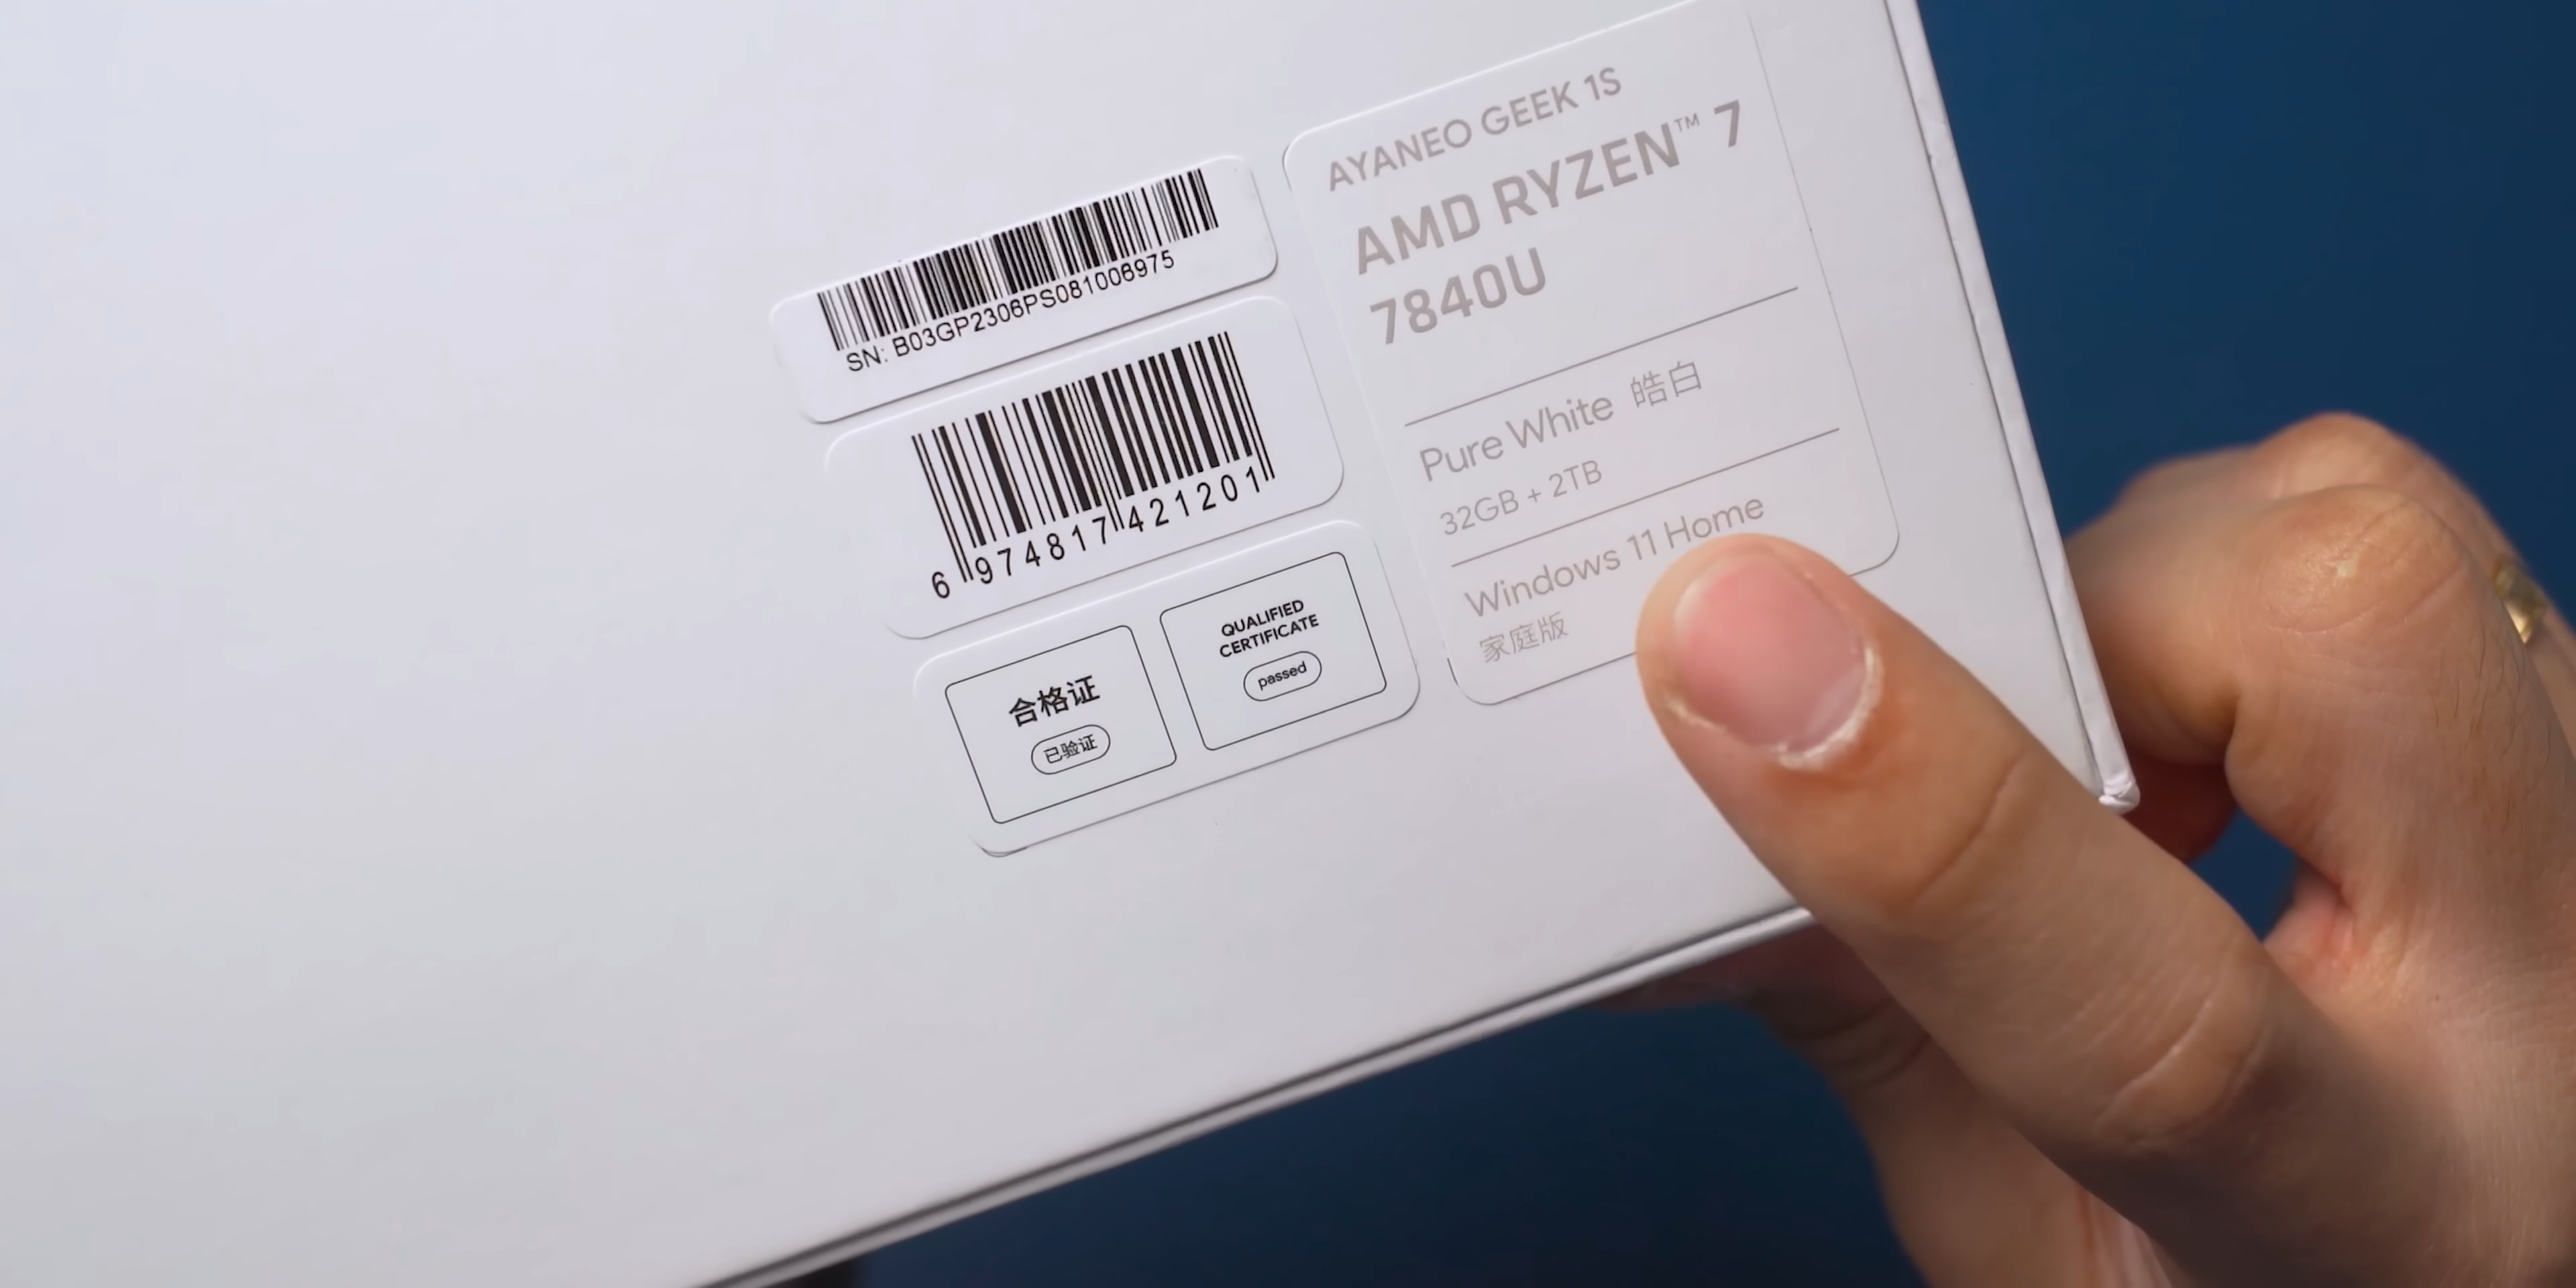 SN: B03GP2306PS081006975
6 974817 421201
合格证
已验证
QUALIFIED
CERTIFICATE
passed
AYANEO GEEK 1S
AMD RYZEN™ 7
7840U
Pure White 皓白
32GB + 2TB
Windows 11 Home
家庭版